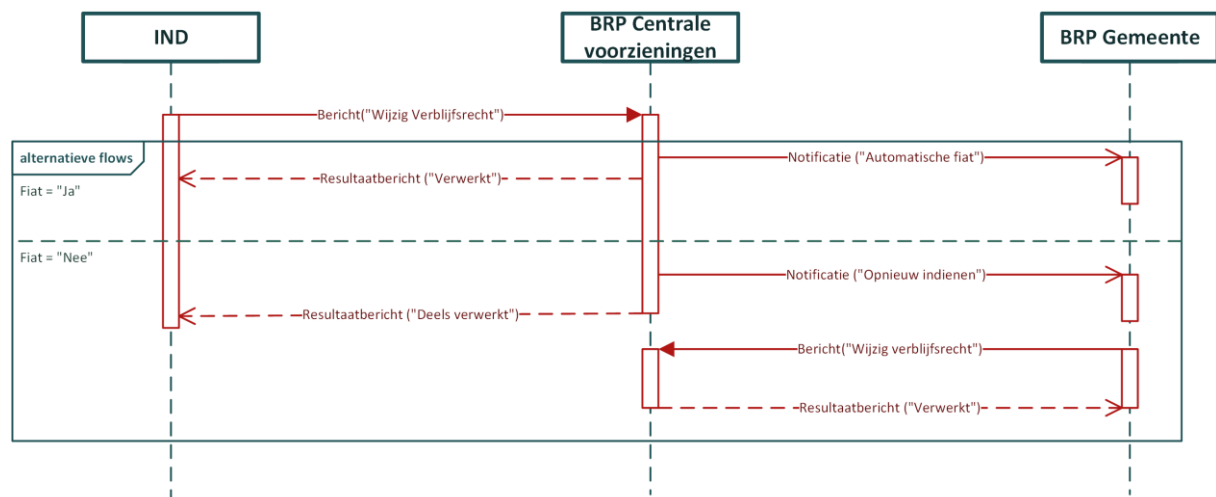 IND
BRP Centrale
voorzieningen
BRP Gemeente
Bericht("Wijzig Verblijfsrecht")
alternatieve flows
Notificatie ("Automatische fiat")
Resultaatbericht ("Verwerkt")
Fiat = "Ja"
Fiat = "Nee"
Notificatie ("Opnieuw indienen")
Resultaatbericht ("Deels verwerkt")
Bericht("Wijzig verblijfsrecht")
Resultaatbericht ("Verwerkt")